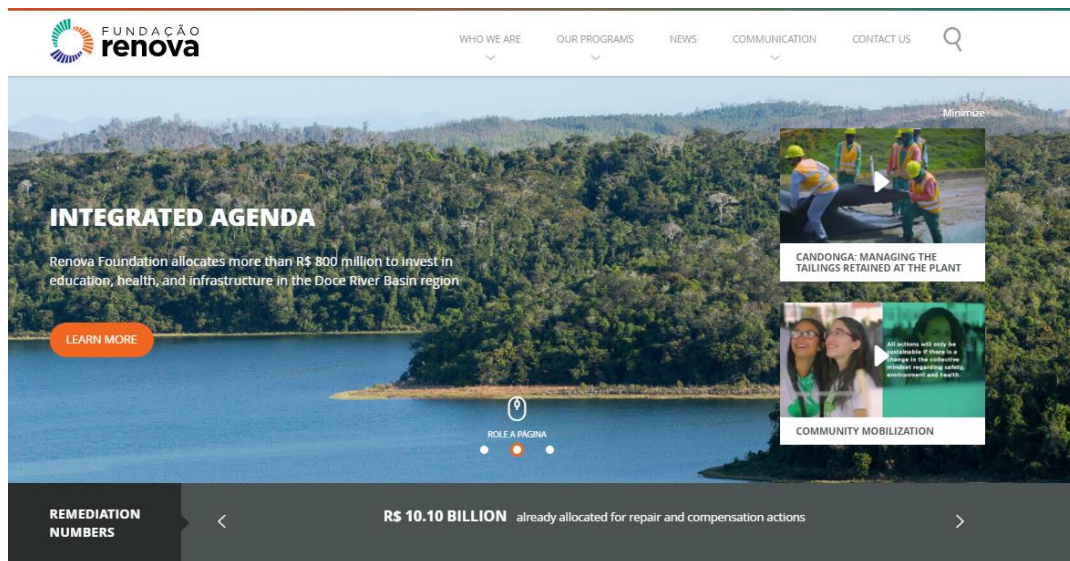 FUNDAÇÃO
renova
WHO WE ARE
OUR PROGRAMS
NEWS
COMMUNICATION
CONTACT US
Minimize
INTEGRATED AGENDA
Renova Foundation allocates more than R$ 800 million to invest in
education, health, and infrastructure in the Doce River Basin region
LEARN MORE
CANDONGA: MANAGING THE
TAILINGS RETAINED AT THE PLANT
All actions will only be
sustainable if there is a
change in the collective
mindset regarding safety,
environment and health.
COMMUNITY MOBILIZATION
ROLE A PÁGINA
REMEDIATION
NUMBERS
R$ 10.10 BILLION already allocated for repair and compensation actions